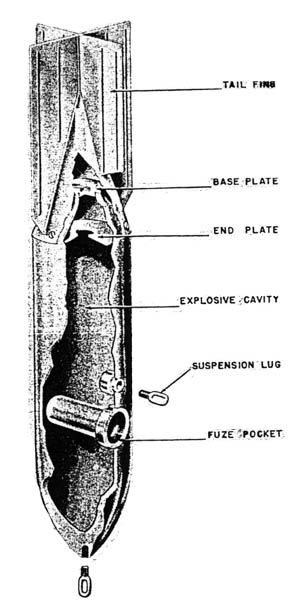 TAIL FINS
BASE PLATE
END PLATE
EXPLOSIVE CAVITY
SUSPENSION LUG
FUZE POCKET